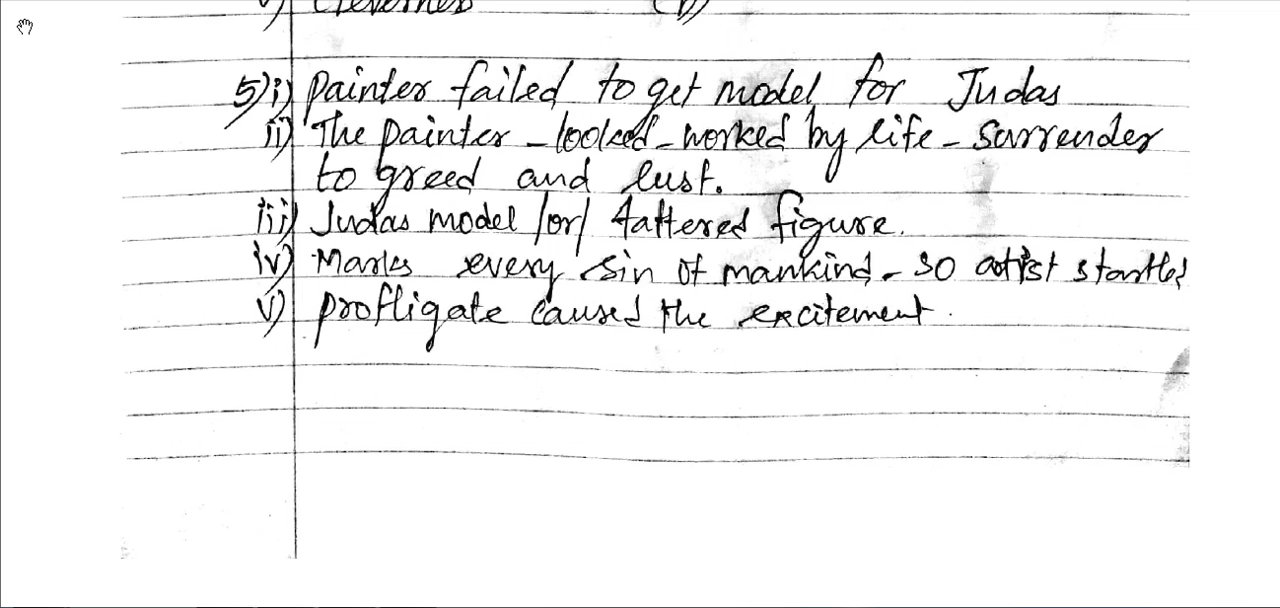 5) i) Painter failed to get model for Judas
ii) The painter - looked - worked by life - Surrender
to greed and lust.
iii) Judas model /or/ tattered figure.
iv) Marks every sin of mankind - so artist startled
v) profligate caused the excitement.